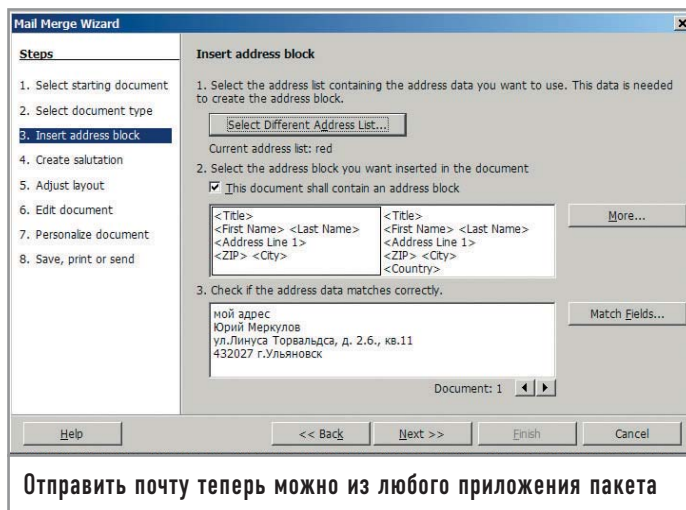 Mail Merge Wizard
Steps
1. Select starting document
2. Select document type
3. Insert address block
4. Create salutation
5. Adjust layout
6. Edit document
7. Personalize document
8. Save, print or send
Insert address block
1. Select the address list containing the address data you want to use. This data is needed
to create the address block.
Select Different Address List...
Current address list: red
2. Select the address block you want inserted in the document
This document shall contain an address block
<Title>
<First Name> <Last Name>
<Address Line 1>
<ZIP> <City>
<Title>
<First Name> <Last Name>
<Address Line 1>
<ZIP> <City>
<Country>
More...
3. Check if the address data matches correctly.
мой адрес
Юрий Меркулов
ул.Линуса Торвальдса, д. 2.6., кв.11
432027 г.Ульяновск
Match Fields...
Document: 1
Help
<< Back
Next >>
Finish
Cancel
Отправить почту теперь можно из любого приложения пакета